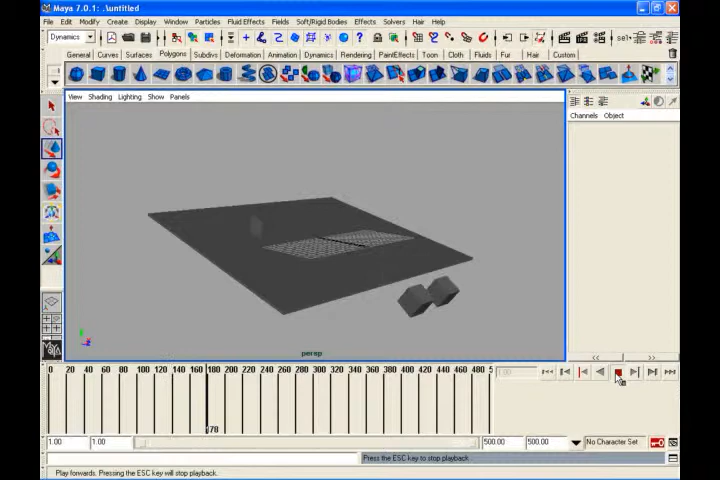 Maya 7.0.1: .\untitled
File Edit Modify Create Display Window Particles Fluid Effects Fields Soft/Rigid Bodies Effects Solvers Hair Help
Dynamics sel
General Curves Surfaces Polygons Subdivs Deformation Animation Dynamics Rendering PaintEffects Toon Cloth Fluids Fur Hair Custom
View Shading Lighting Show Panels
Channels Object
persp
0 20 40 60 80 100 120 140 160 180 200 220 240 260 280 300 320 340 360 380 400 420 440 460 480 5
178
1.00 1.00 500.00 500.00 No Character Set
Press the ESC key to stop playback
Play forwards. Pressing the ESC key will stop playback.